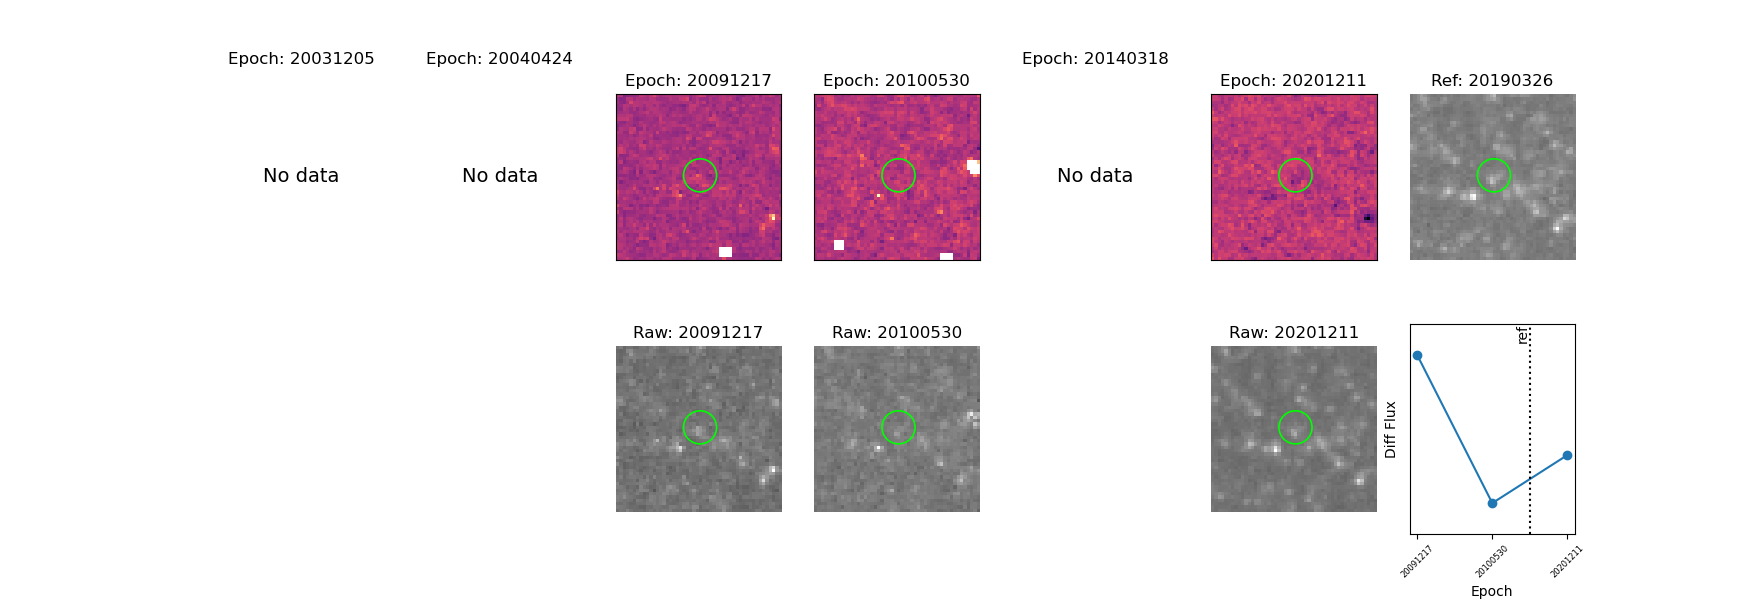 Epoch: 20031205
Epoch: 20040424
Epoch: 20091217
Epoch: 20100530
Epoch: 20140318
Epoch: 20201211
Ref: 20190326
No data
No data
No data
Raw: 20091217
Raw: 20100530
Raw: 20201211
ref
Diff Flux
20091217
20100530
20201211
Epoch